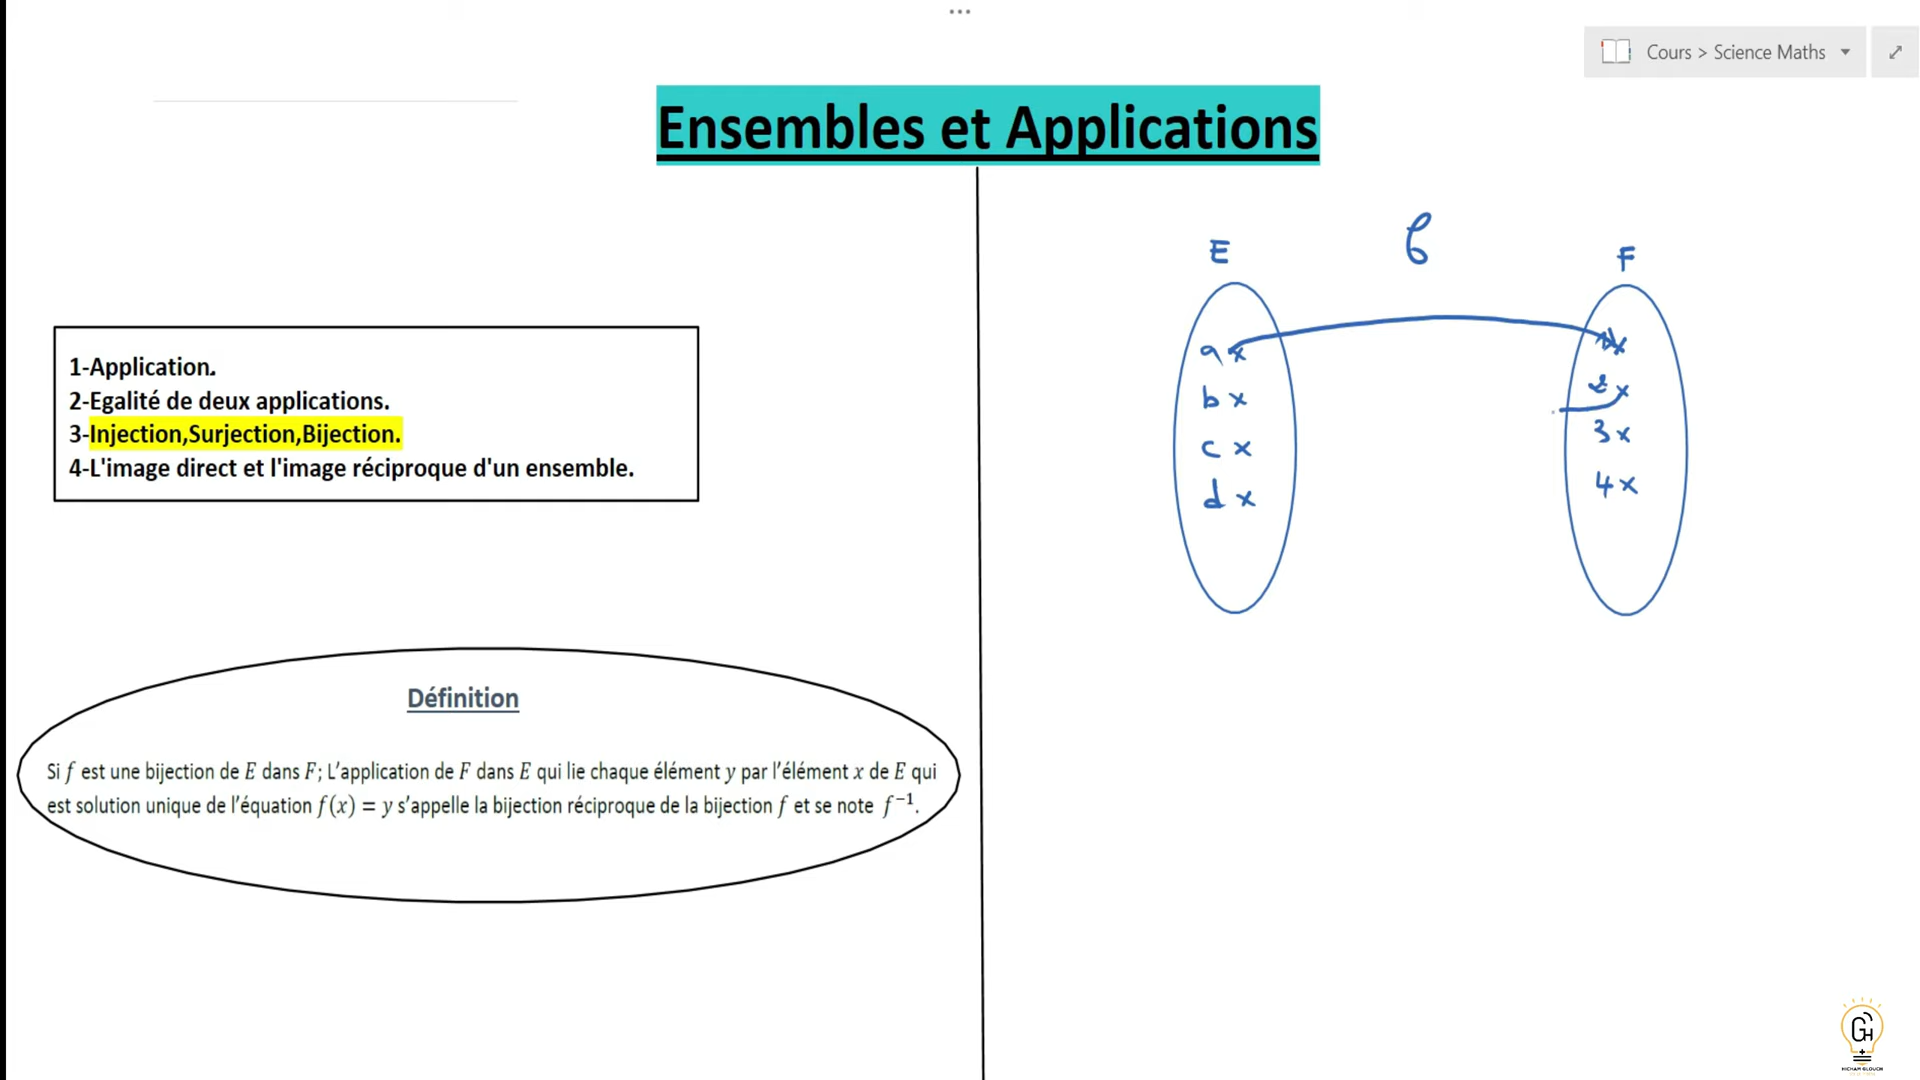 Cours > Science Maths
Ensembles et Applications
1-Application.
2-Egalité de deux applications.
3-Injection,Surjection,Bijection.
4-L'image direct et l'image réciproque d'un ensemble.
Définition
Si f est une bijection de E dans F; L'application de F dans E qui lie chaque élément y par l'élément x de E qui
est solution unique de l'équation f(x) = y s'appelle la bijection réciproque de la bijection f et se note f⁻¹.
E
F
a x
b x
c x
d x
x
2 x
3 x
4 x
GH
HICHAM GLOUCH